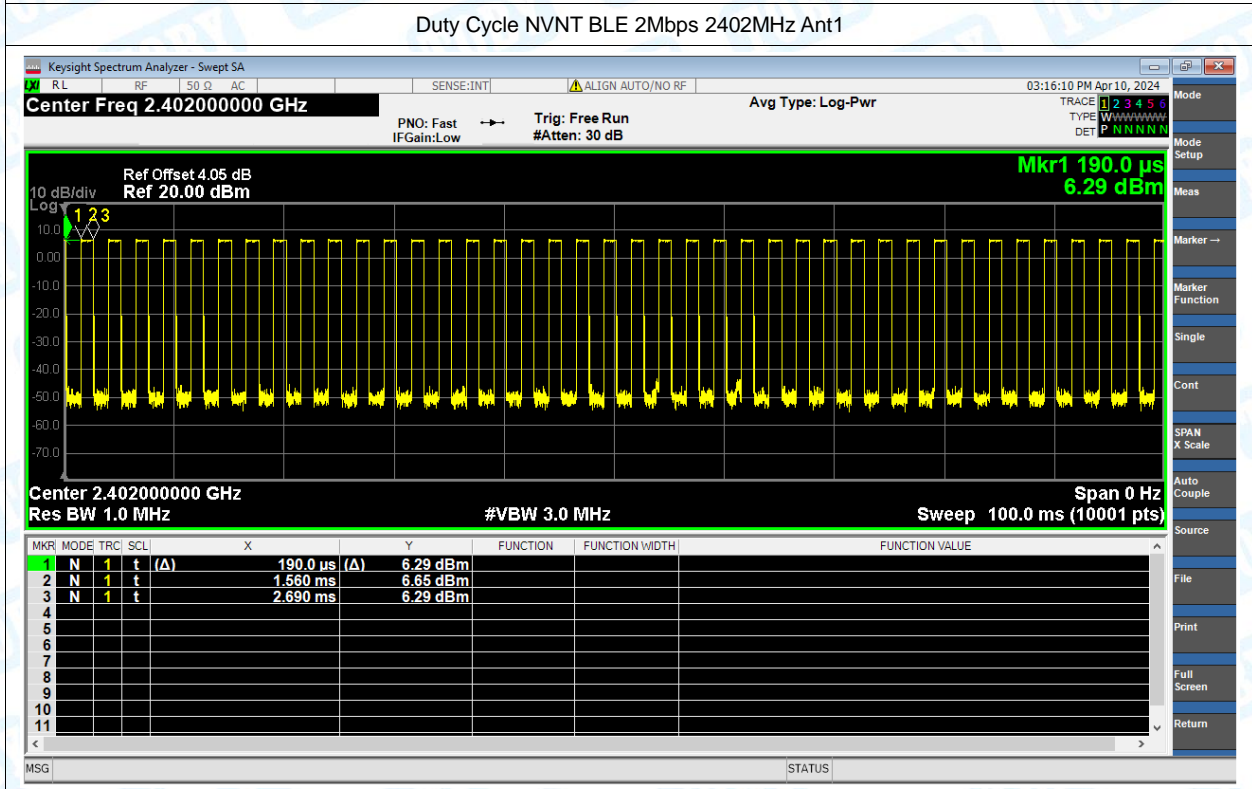 Duty Cycle NVNT BLE 2Mbps 2402MHz Ant1
Keysight Spectrum Analyzer - Swept SA
LXI RL RF 50 Ω AC SENSE:INT ALIGN AUTO/NO RF 03:16:10 PM Apr 10, 2024
Center Freq 2.402000000 GHz Avg Type: Log-Pwr TRACE 1 2 3 4 5 6
PNO: Fast Trig: Free Run TYPE WWWWWW
IFGain:Low #Atten: 30 dB DET P N N N N N
Mkr1 190.0 µs
6.29 dBm
Ref Offset 4.05 dB
10 dB/div Ref 20.00 dBm
Log
1 2 3
10.0
0.00
-10.0
-20.0
-30.0
-40.0
-50.0
-60.0
-70.0
Center 2.402000000 GHz Span 0 Hz
Res BW 1.0 MHz #VBW 3.0 MHz Sweep 100.0 ms (10001 pts)
MKR MODE TRC SCL X Y FUNCTION FUNCTION WIDTH FUNCTION VALUE
1 N 1 t (Δ) 190.0 µs (Δ) 6.29 dBm
2 N 1 t 1.560 ms 6.65 dBm
3 N 1 t 2.690 ms 6.29 dBm
4
5
6
7
8
9
10
11
MSG STATUS
Mode
Mode
Setup
Meas
Marker→
Marker
Function
Single
Cont
SPAN
X Scale
Auto
Couple
Source
File
Print
Full
Screen
Return